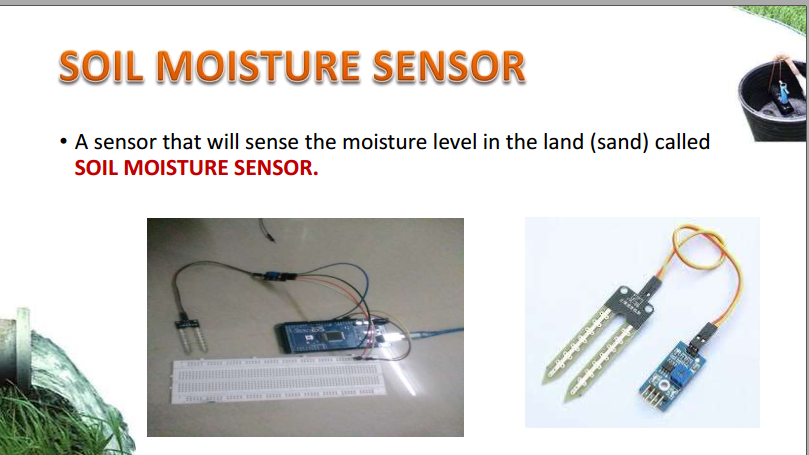 SOIL MOISTURE SENSOR
• A sensor that will sense the moisture level in the land (sand) called
SOIL MOISTURE SENSOR.